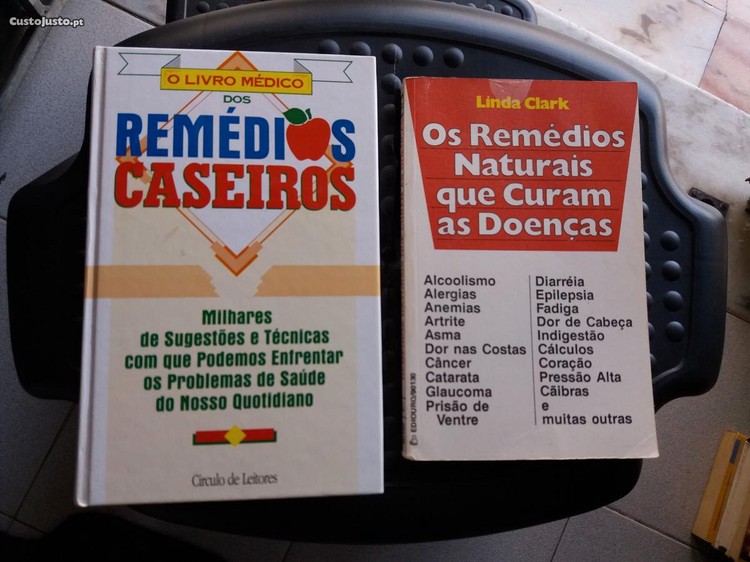 CustoJusto.pt
O LIVRO MÉDICO
DOS
REMÉDIOS
CASEIROS
Milhares
de Sugestões e Técnicas
com que Podemos Enfrentar
os Problemas de Saúde
do Nosso Quotidiano
Círculo de Leitores
Linda Clark
Os Remédios
Naturais
que Curam
as Doenças
Alcoolismo
Alergias
Anemias
Artrite
Asma
Dor nas Costas
Câncer
Catarata
Glaucoma
Prisão de
Ventre
Diarréia
Epilepsia
Fadiga
Dor de Cabeça
Indigestão
Cálculos
Coração
Pressão Alta
Cãibras
e
muitas outras
EDIOURO/90136